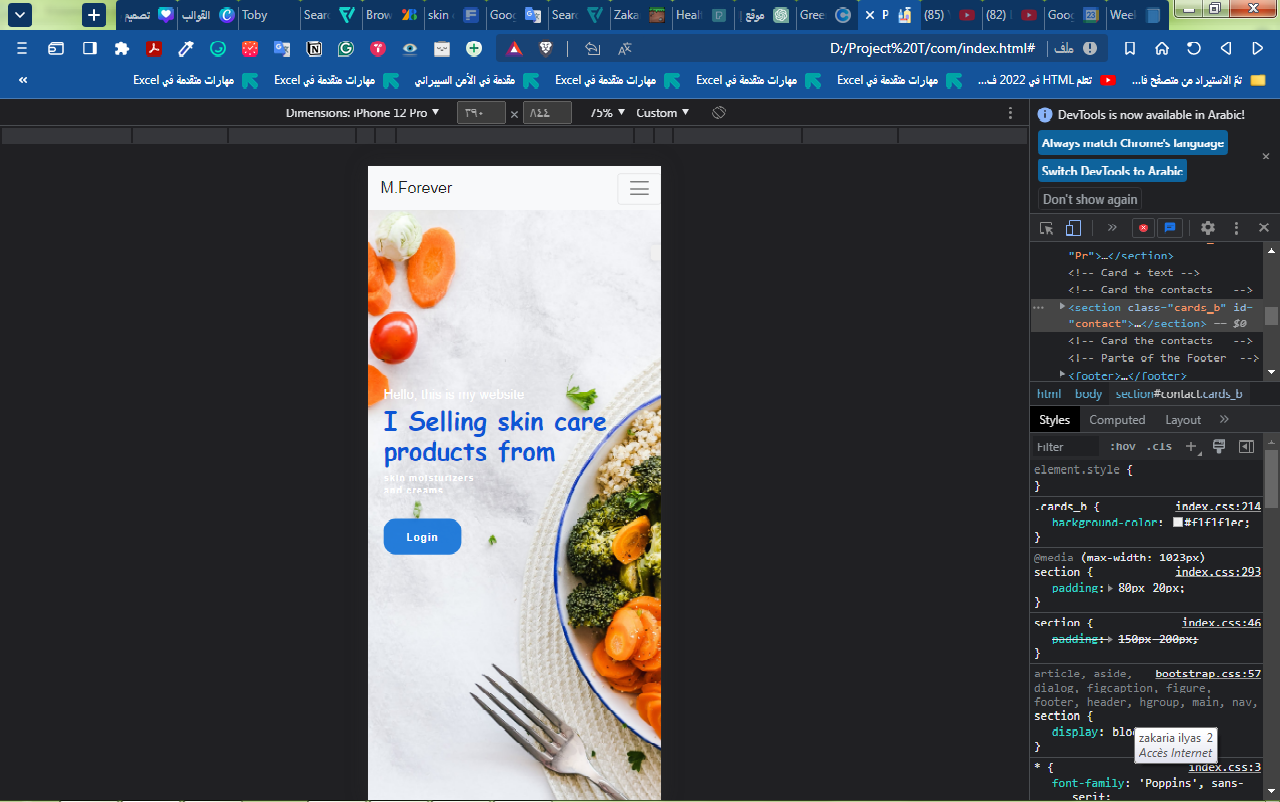 تصميم
القوالب
Toby
Searc
Brow
skin
Goog
Searc
Zaka
Healt
موقع
Gree
P
(85) Y
(82) I
Goog
Weel
D:/Project%20T/com/index.html#
ملف
مهارات متقدمة في Excel
مهارات متقدمة في Excel
مقدمة في الأمن السيبراني
مهارات متقدمة في Excel
مهارات متقدمة في Excel
مهارات متقدمة في Excel
تعلم HTML في 2022 ف...
تمّ الاستيراد من متصفّح فا...
Dimensions: iPhone 12 Pro
٣٩٠ × ٨٤٤
75%
Custom
DevTools is now available in Arabic!
Always match Chrome's language
Switch DevTools to Arabic
Don't show again
M.Forever
Hello, this is my website
I Selling skin care
products from
skin moisturizers
and creams
Login
"Pr">…</section>
<!-- Card + text -->
<!-- Card the contacts -->
<section class="cards_b" id=
"contact">…</section> == $0
<!-- Card the contacts -->
<!-- Parte of the Footer -->
<footer>…</footer>
html body section#contact.cards_b
Styles Computed Layout
Filter :hov .cls
element.style {
}
.cards_b { index.css:214
background-color: #f1f1f1ec;
}
@media (max-width: 1023px)
section { index.css:293
padding: 80px 20px;
}
section { index.css:46
padding: 150px 200px;
}
article, aside, bootstrap.css:57
dialog, figcaption, figure,
footer, header, hgroup, main, nav,
section {
display: bloc
}
zakaria ilyas 2
Accès Internet
* { index.css:3
font-family: 'Poppins', sans-
serif;